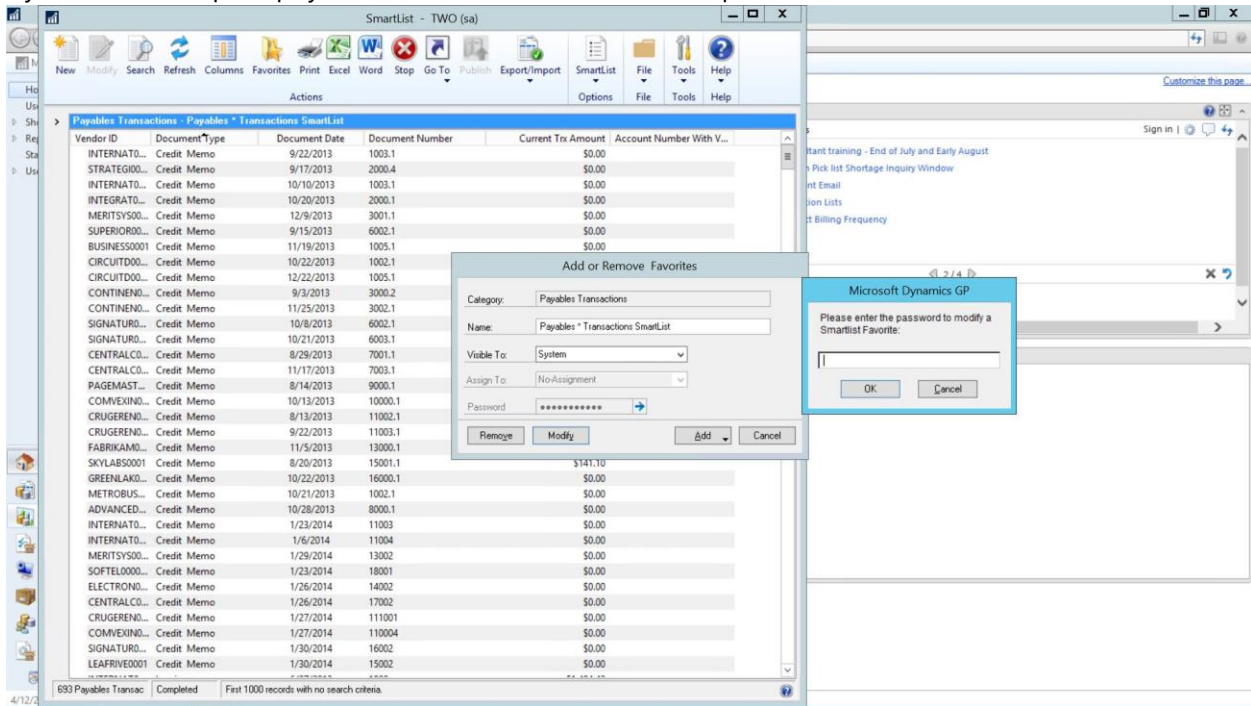 SmartList - TWO (sa)
New Modify Search Refresh Columns Favorites Print Excel Word Stop Go To Publish Export/Import SmartList File Tools Help
Actions Options File Tools Help
Customize this page...
Payables Transactions - Payables * Transactions SmartList
Vendor ID Document Type Document Date Document Number Current Trx Amount Account Number With V...
INTERNAT0... Credit Memo 9/22/2013 1003.1 $0.00
STRATEGI00... Credit Memo 9/17/2013 2000.4 $0.00
INTERNAT0... Credit Memo 10/10/2013 1003.1 $0.00
INTEGRAT0... Credit Memo 10/20/2013 2000.1 $0.00
MERITSYS00... Credit Memo 12/9/2013 3001.1 $0.00
SUPERIOR00... Credit Memo 9/15/2013 6002.1 $0.00
BUSINESS0001 Credit Memo 11/19/2013 1005.1 $0.00
CIRCUITD00... Credit Memo 10/22/2013 1002.1
CIRCUITD00... Credit Memo 12/22/2013 1005.1
CONTINEN0... Credit Memo 9/3/2013 3000.2
CONTINEN0... Credit Memo 11/25/2013 3002.1
SIGNATUR0... Credit Memo 10/8/2013 6002.1
SIGNATUR0... Credit Memo 10/21/2013 6003.1
CENTRALC0... Credit Memo 8/29/2013 7001.1
CENTRALC0... Credit Memo 11/17/2013 7003.1
PAGEMAST... Credit Memo 8/14/2013 9000.1
COMVEXIN0... Credit Memo 10/13/2013 10000.1
CRUGEREN0... Credit Memo 8/13/2013 11002.1
CRUGEREN0... Credit Memo 9/22/2013 11003.1
FABRIKAM0... Credit Memo 11/5/2013 13000.1
SKYLABS0001 Credit Memo 8/20/2013 15001.1 $141.10
GREENLAK0... Credit Memo 10/22/2013 16000.1 $0.00
METROBUS... Credit Memo 10/21/2013 1002.1 $0.00
ADVANCED... Credit Memo 10/28/2013 8000.1 $0.00
INTERNAT0... Credit Memo 1/23/2014 11003 $0.00
INTERNAT0... Credit Memo 1/6/2014 11004 $0.00
MERITSYS00... Credit Memo 1/29/2014 13002 $0.00
SOFTEL0000... Credit Memo 1/23/2014 18001 $0.00
ELECTRON0... Credit Memo 1/26/2014 14002 $0.00
CENTRALC0... Credit Memo 1/26/2014 17002 $0.00
CRUGEREN0... Credit Memo 1/27/2014 111001 $0.00
COMVEXIN0... Credit Memo 1/27/2014 110004 $0.00
SIGNATUR0... Credit Memo 1/30/2014 16002 $0.00
LEAFRIVE0001 Credit Memo 1/30/2014 15002 $0.00
693 Payables Transac Completed First 1000 records with no search criteria.
Add or Remove Favorites
Category: Payables Transactions
Name: Payables * Transactions SmartList
Visible To: System
Assign To: No-Assignment
Password
Remove Modify Add Cancel
Microsoft Dynamics GP
Please enter the password to modify a
Smartlist Favorite:
OK Cancel
Sign in |
tant training - End of July and Early August
Pick list Shortage Inquiry Window
nt Email
tion Lists
ct Billing Frequency
2 / 4
Ho
Us
Sh
Rep
Sta
Us
4/12/2